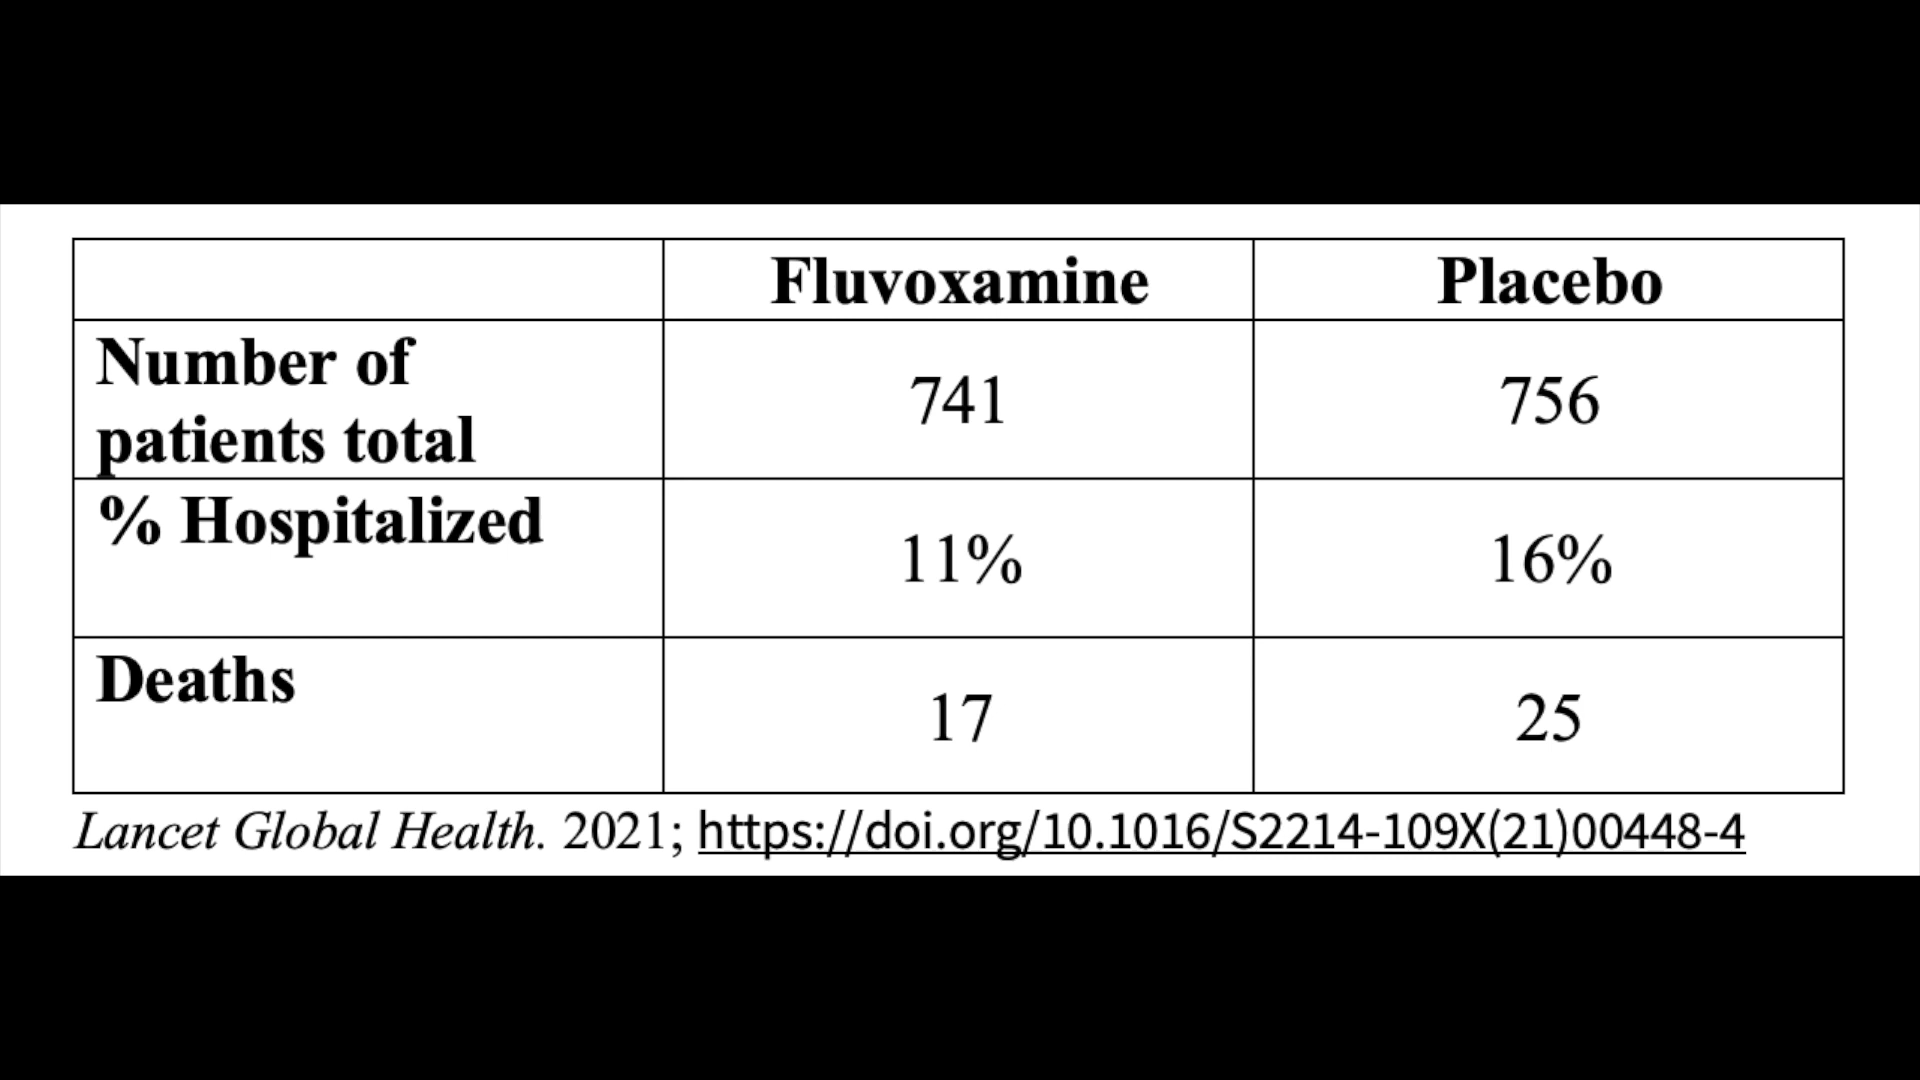 Fluvoxamine Placebo
Number of
patients total 741 756
% Hospitalized 11% 16%
Deaths 17 25
Lancet Global Health. 2021; https://doi.org/10.1016/S2214-109X(21)00448-4